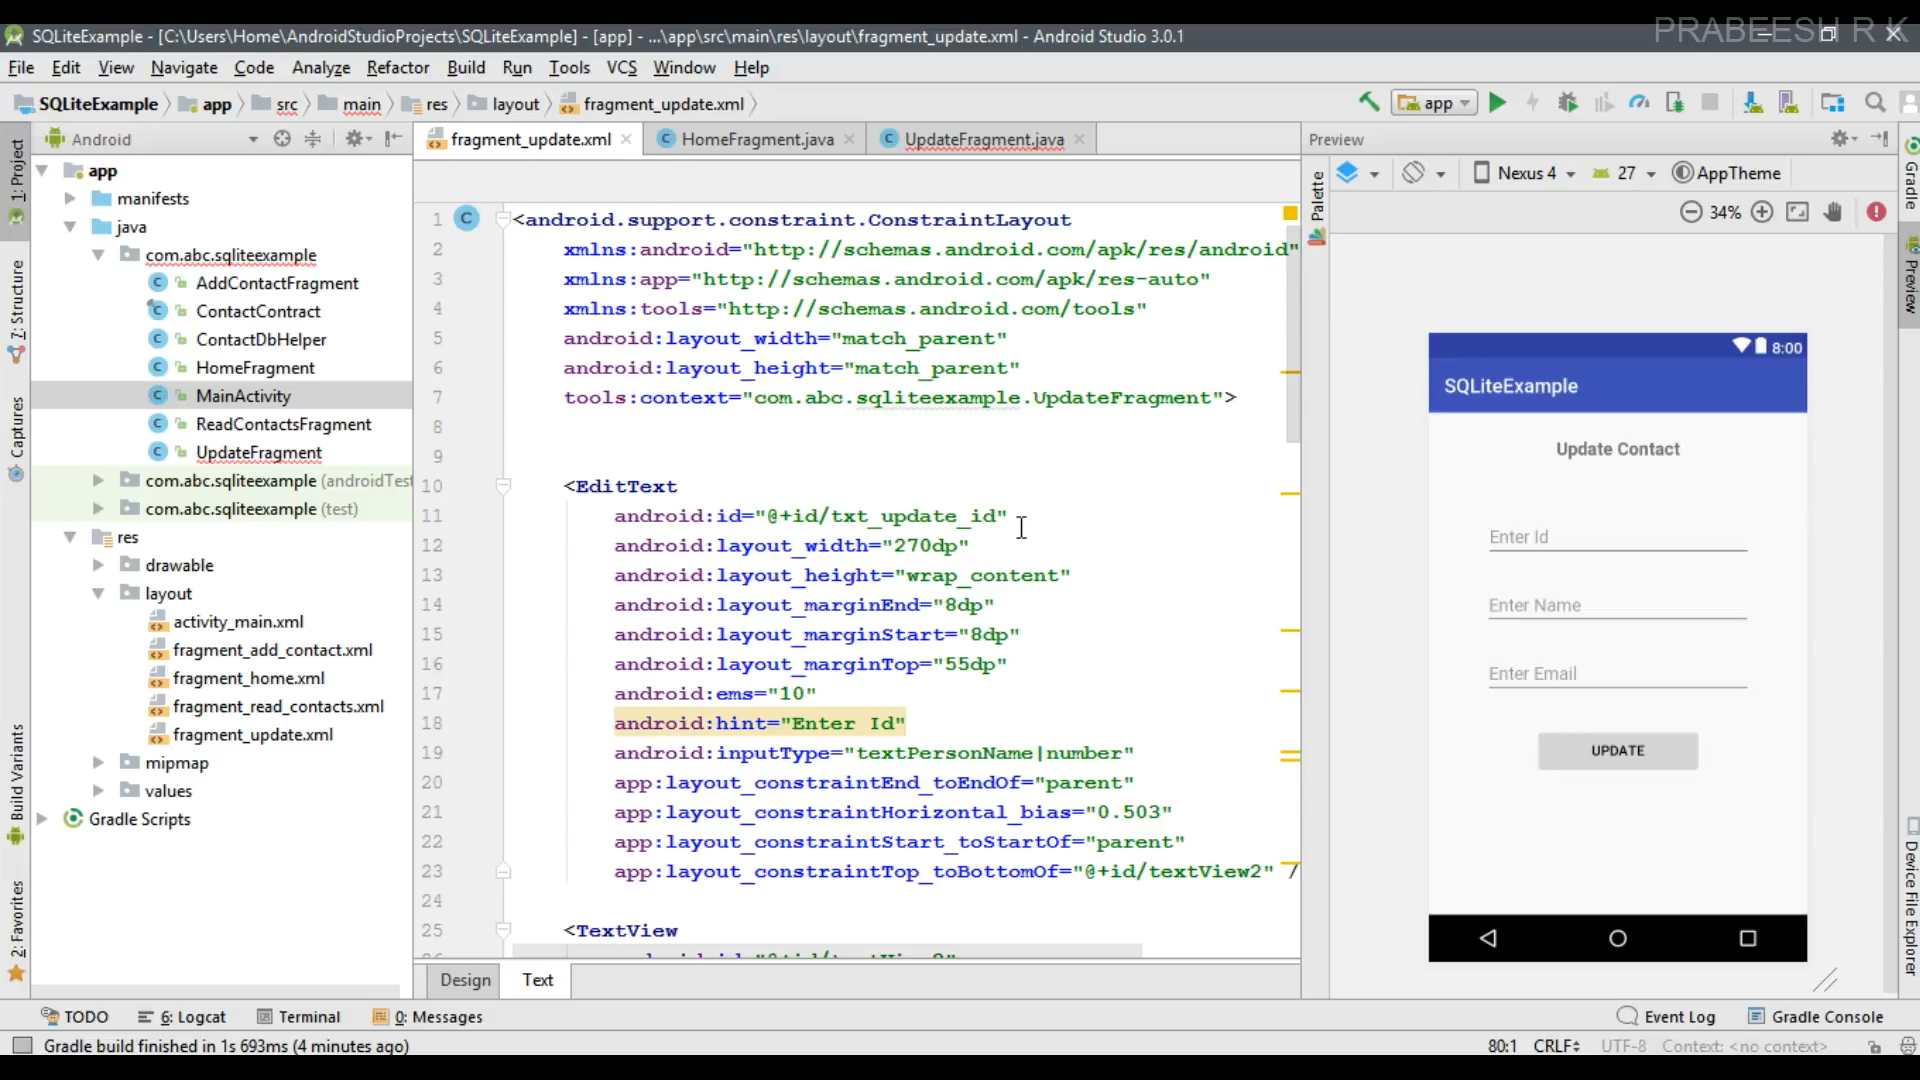 PRABEESH R K
SQLiteExample - [C:\Users\Home\AndroidStudioProjects\SQLiteExample] - [app] - ...\app\src\main\res\layout\fragment_update.xml - Android Studio 3.0.1
File Edit View Navigate Code Analyze Refactor Build Run Tools VCS Window Help
SQLiteExample app src main res layout fragment_update.xml app
Android fragment_update.xml HomeFragment.java UpdateFragment.java Preview
1: Project
7: Structure
Captures
Build Variants
2: Favorites
app
manifests
java
com.abc.sqliteexample
AddContactFragment
ContactContract
ContactDbHelper
HomeFragment
MainActivity
ReadContactsFragment
UpdateFragment
com.abc.sqliteexample (androidTest
com.abc.sqliteexample (test)
res
drawable
layout
activity_main.xml
fragment_add_contact.xml
fragment_home.xml
fragment_read_contacts.xml
fragment_update.xml
mipmap
values
Gradle Scripts
1 <android.support.constraint.ConstraintLayout
2 xmlns:android="http://schemas.android.com/apk/res/android"
3 xmlns:app="http://schemas.android.com/apk/res-auto"
4 xmlns:tools="http://schemas.android.com/tools"
5 android:layout_width="match_parent"
6 android:layout_height="match_parent"
7 tools:context="com.abc.sqliteexample.UpdateFragment">
8
9
10 <EditText
11 android:id="@+id/txt_update_id"
12 android:layout_width="270dp"
13 android:layout_height="wrap_content"
14 android:layout_marginEnd="8dp"
15 android:layout_marginStart="8dp"
16 android:layout_marginTop="55dp"
17 android:ems="10"
18 android:hint="Enter Id"
19 android:inputType="textPersonName|number"
20 app:layout_constraintEnd_toEndOf="parent"
21 app:layout_constraintHorizontal_bias="0.503"
22 app:layout_constraintStart_toStartOf="parent"
23 app:layout_constraintTop_toBottomOf="@+id/textView2" /
24
25 <TextView
Design Text
Palette
Nexus 4 27 AppTheme
34%
8:00
SQLiteExample
Update Contact
Enter Id
Enter Name
Enter Email
UPDATE
Gradle
Preview
Device File Explorer
TODO 6: Logcat Terminal 0: Messages Event Log Gradle Console
Gradle build finished in 1s 693ms (4 minutes ago) 80:1 CRLF UTF-8 Context: <no context>